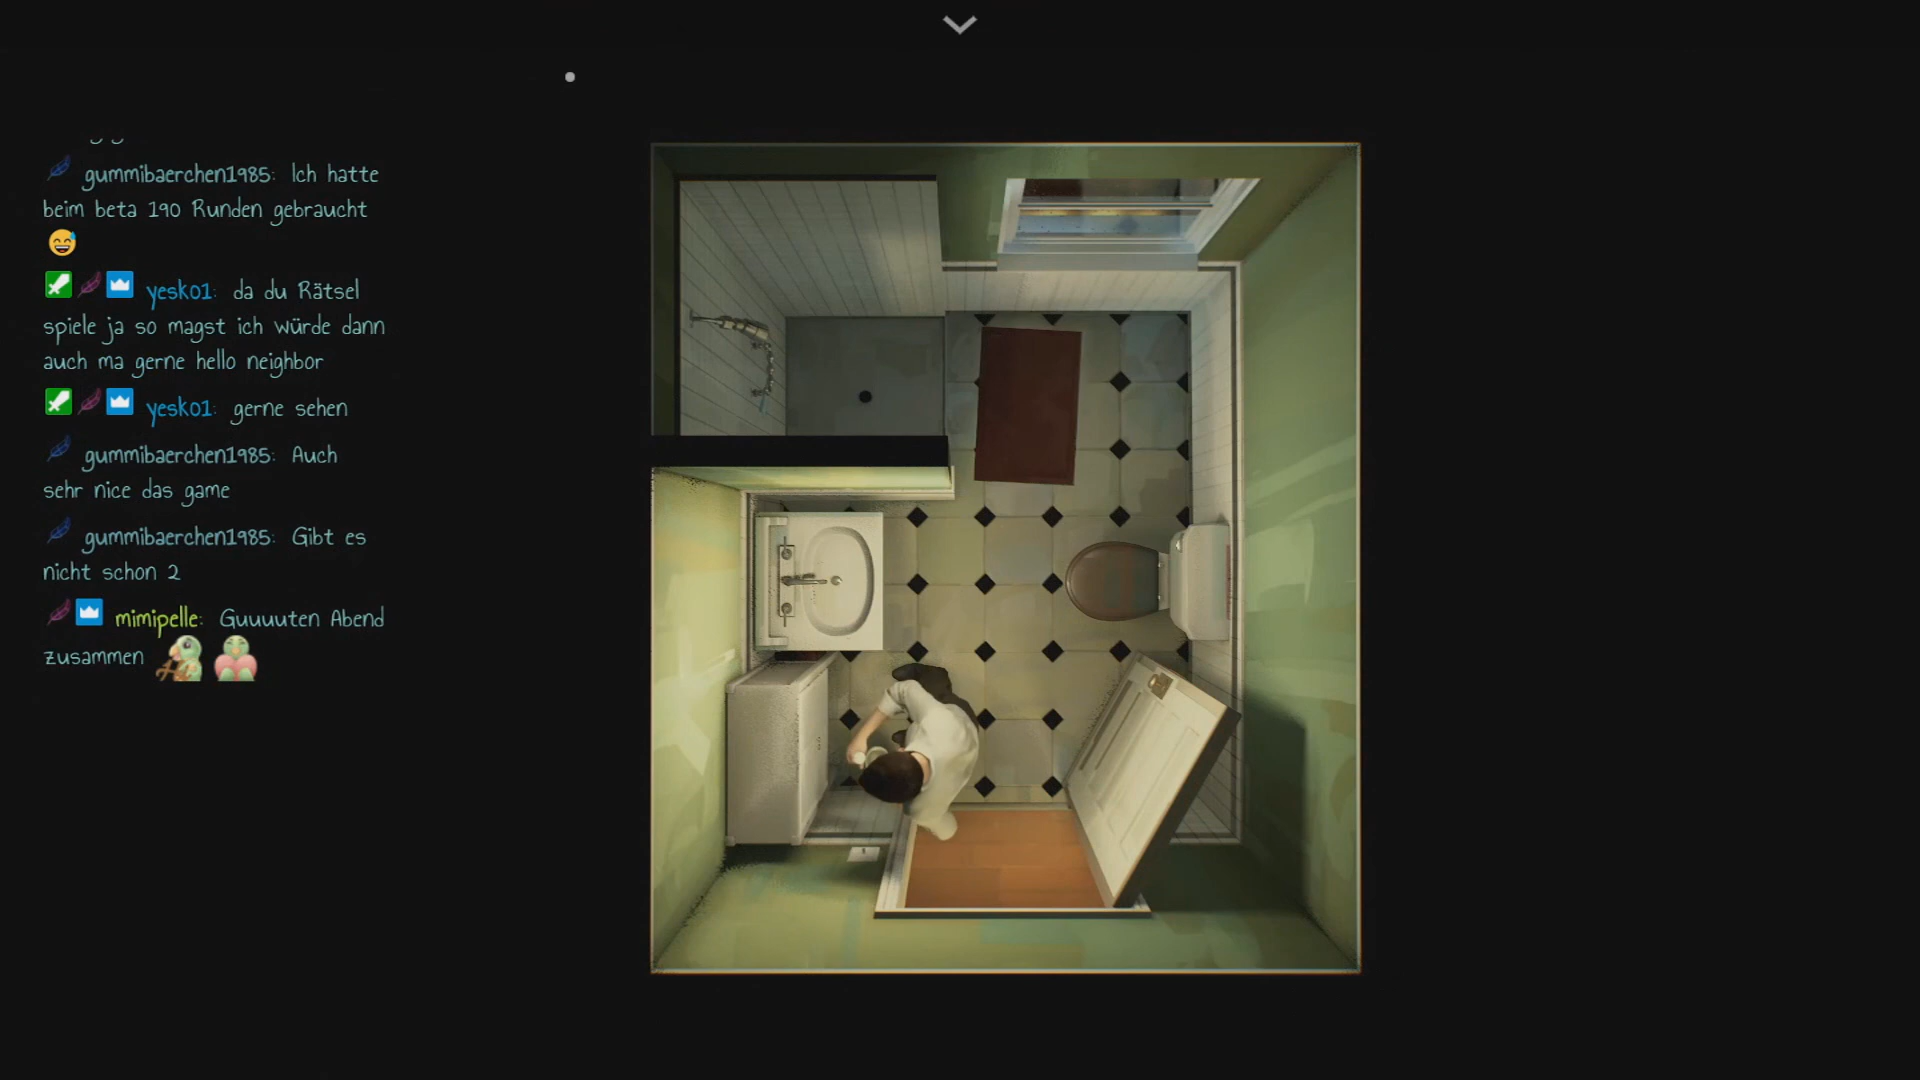 gummibaerchen1985: Ich hatte
beim beta 190 Runden gebraucht
yesko1: da du Rätsel
spiele ja so magst ich würde dann
auch ma gerne hello neighbor
yesko1: gerne sehen
gummibaerchen1985: Auch
sehr nice das game
gummibaerchen1985: Gibt es
nicht schon 2
mimipelle: Guuuuten Abend
zusammen